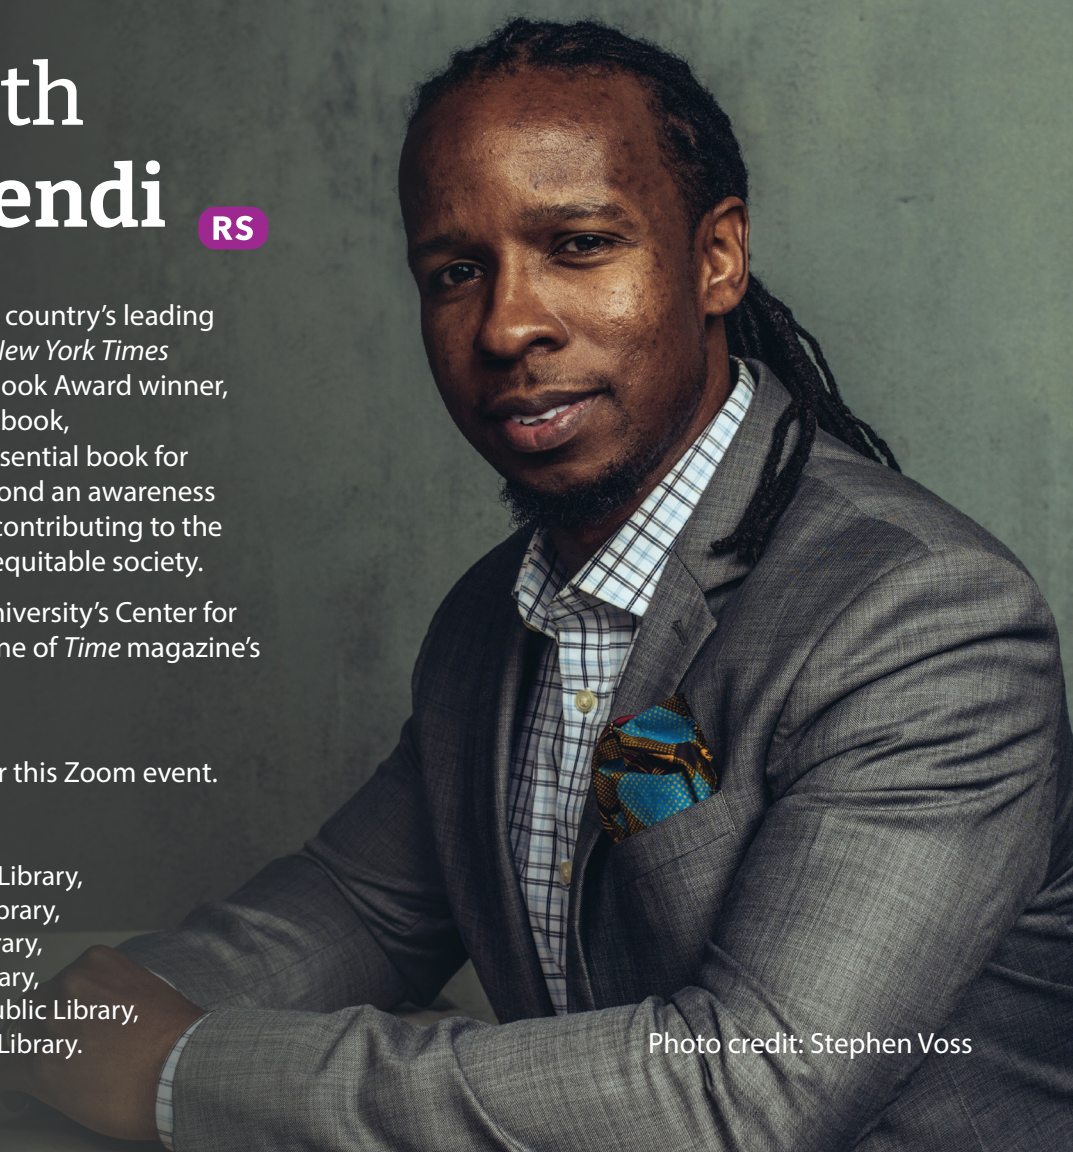 th
endi
RS
country’s leading
New York Times
ook Award winner,
book,
sential book for
ond an awareness
contributing to the
equitable society.
niversity’s Center for
ne of Time magazine’s
r this Zoom event.
Library,
brary,
rary,
ary,
ublic Library,
Library.
Photo credit: Stephen Voss